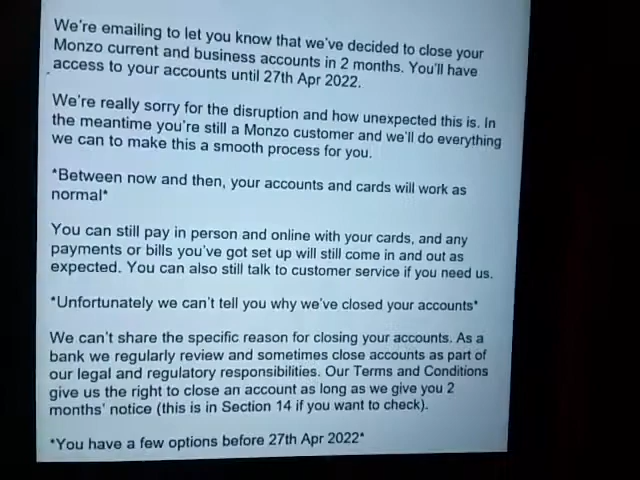 We're emailing to let you know that we've decided to close your
Monzo current and business accounts in 2 months. You'll have
access to your accounts until 27th Apr 2022.
We're really sorry for the disruption and how unexpected this is. In
the meantime you're still a Monzo customer and we'll do everything
we can to make this a smooth process for you.
*Between now and then, your accounts and cards will work as
normal*
You can still pay in person and online with your cards, and any
payments or bills you've got set up will still come in and out as
expected. You can also still talk to customer service if you need us.
*Unfortunately we can't tell you why we've closed your accounts*
We can't share the specific reason for closing your accounts. As a
bank we regularly review and sometimes close accounts as part of
our legal and regulatory responsibilities. Our Terms and Conditions
give us the right to close an account as long as we give you 2
months' notice (this is in Section 14 if you want to check).
*You have a few options before 27th Apr 2022*